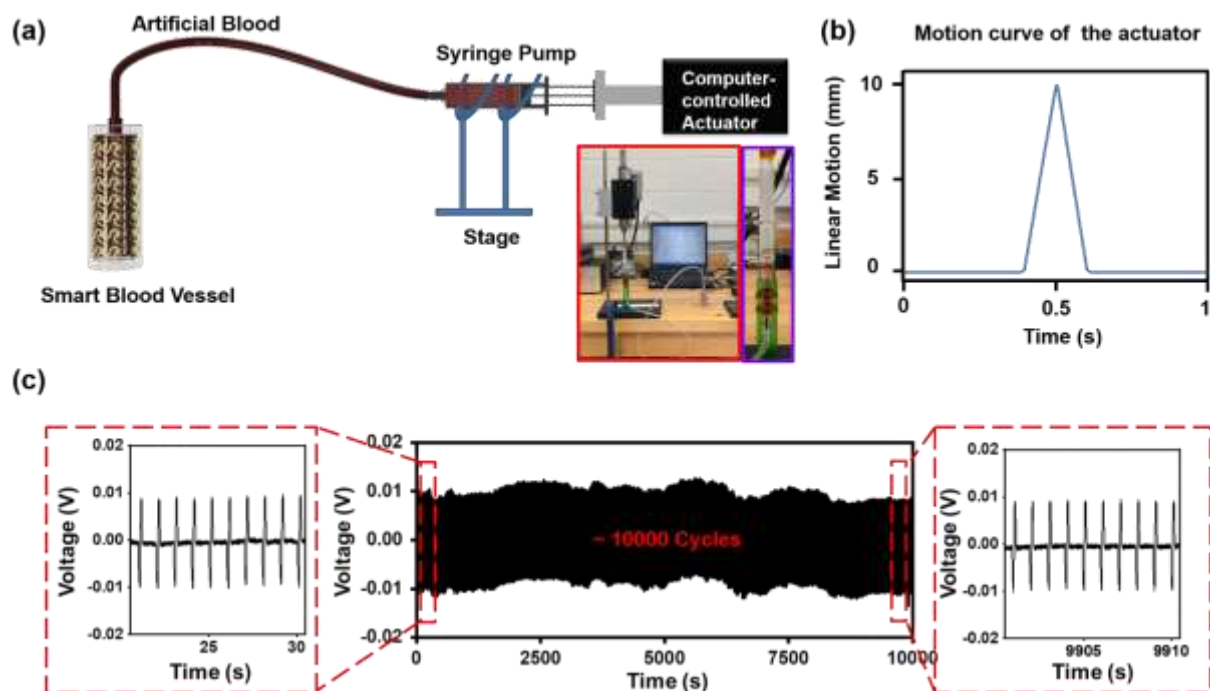 (a)
Artificial Blood
Syringe Pump
Computer-
controlled
Actuator
Stage
Smart Blood Vessel
(b)
Motion curve of the actuator
Linear Motion (mm)
10
5
0
0
0.5
1
Time (s)
(c)
Voltage (V)
0.02
0.01
0.00
-0.01
-0.02
25
30
Time (s)
Voltage (V)
0.02
0.01
0.00
-0.01
-0.02
~ 10000 Cycles
0
2500
5000
7500
10000
Time (s)
Voltage (V)
0.02
0.01
0.00
-0.01
-0.02
9905
9910
Time (s)